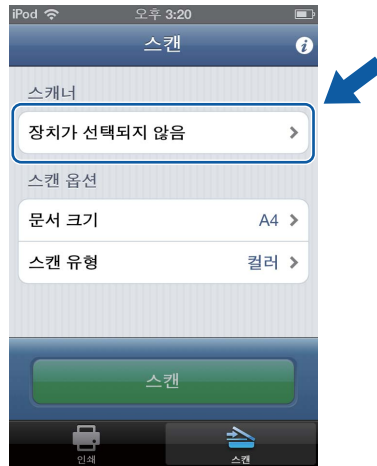 iPod 오후 3:20
스캔
스캐너
장치가 선택되지 않음
스캔 옵션
문서 크기 A4
스캔 유형 컬러
스캔
인쇄 스캔